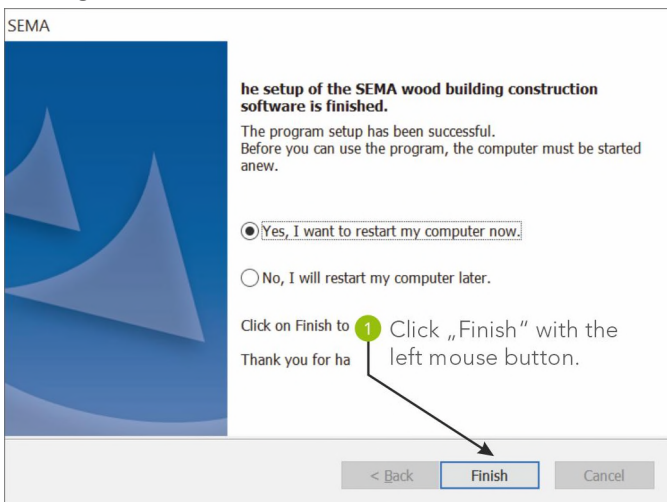 SEMA
he setup of the SEMA wood building construction
software is finished.
The program setup has been successful.
Before you can use the program, the computer must be started
anew.
Yes, I want to restart my computer now.
No, I will restart my computer later.
Click on Finish to
1 Click „Finish“ with the
left mouse button.
Thank you for ha
< Back Finish Cancel